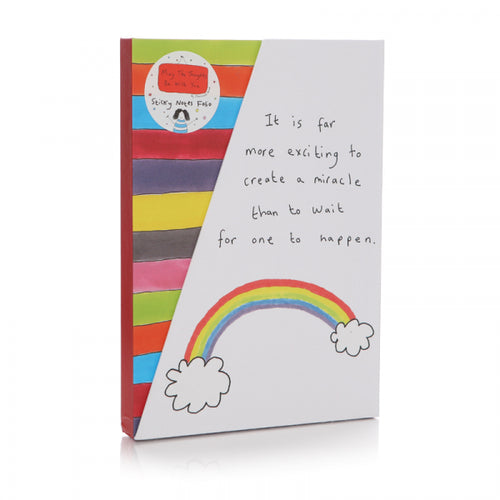 May The Thoughts
Be With You
Sticky Notes Folio
It is far
more exciting to
create a miracle
than to wait
for one to happen.